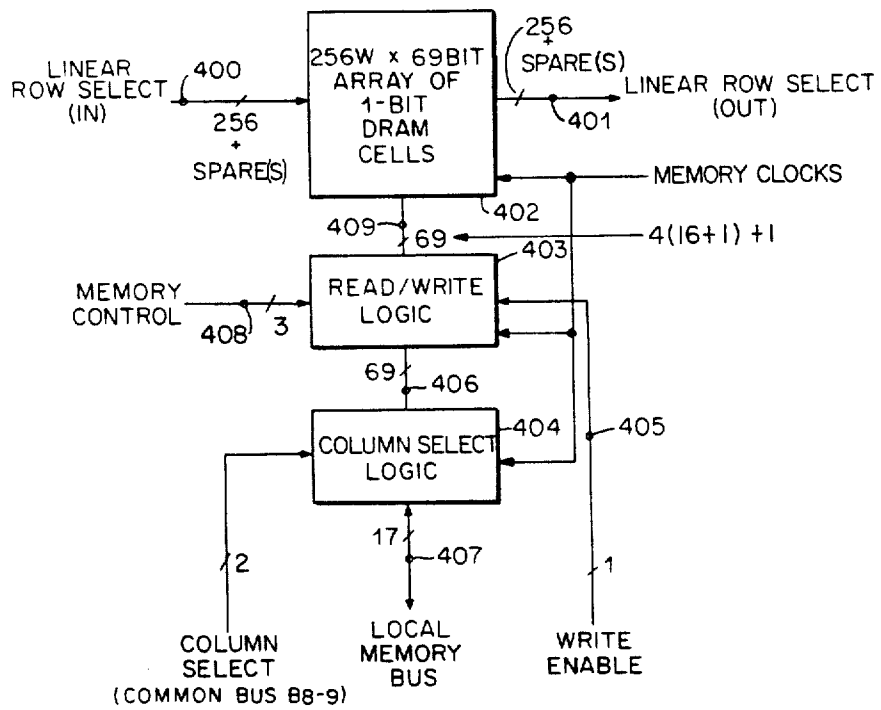 LINEAR
ROW SELECT
(IN)
400
256
+
SPARE(S)
256W x 69BIT
ARRAY OF
1-BIT
DRAM
CELLS
402
256
+
SPARE(S)
401
LINEAR ROW SELECT
(OUT)
MEMORY CLOCKS
409
69
4(16+1)+1
403
MEMORY
CONTROL
408
3
READ/WRITE
LOGIC
69
406
404
COLUMN SELECT
LOGIC
405
2
17
407
1
COLUMN
SELECT
(COMMON BUS B8-9)
LOCAL
MEMORY
BUS
WRITE
ENABLE